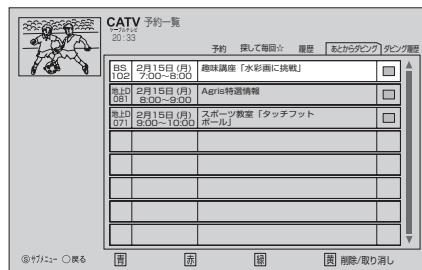 CATV 予約一覧
ケーブルテレビ
20:33
予約 探して毎回☆ 履歴 あとからダビング ダビング履歴
BS 102 2月15日(月) 7:00~8:00 趣味講座「水彩画に挑戦」
地上D 081 2月15日(月) 8:00~9:00 Agris特選情報
地上D 071 2月15日(月) 9:00~10:00 スポーツ教室「タッチフットボール」
Ⓢサブメニュー ○戻る 青 赤 緑 黄 削除/取り消し